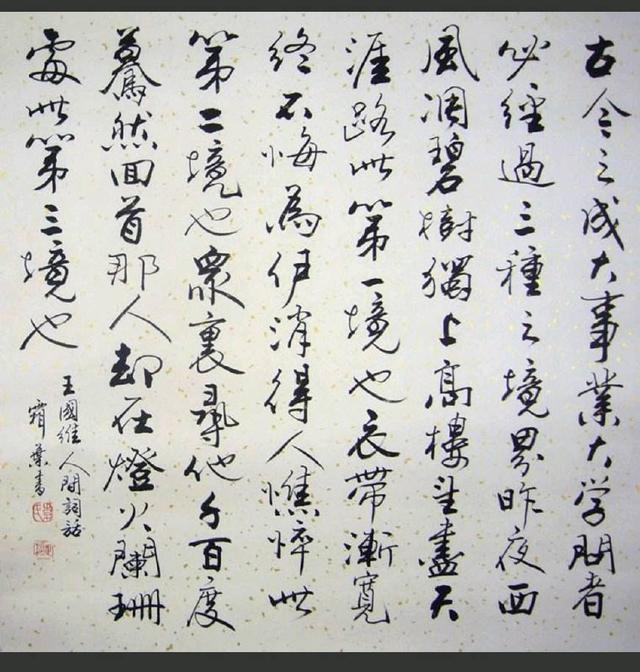 古今之成大事業大学問者
必經過三種之境界昨夜西
風凋碧樹獨上高樓望盡天
涯路此第一境也衣帶漸寬
終不悔為伊消得人憔悴此
第二境也衆裏尋他千百度
驀然回首那人却在燈火闌珊
處此第三境也
王國維人間詞話
葉書